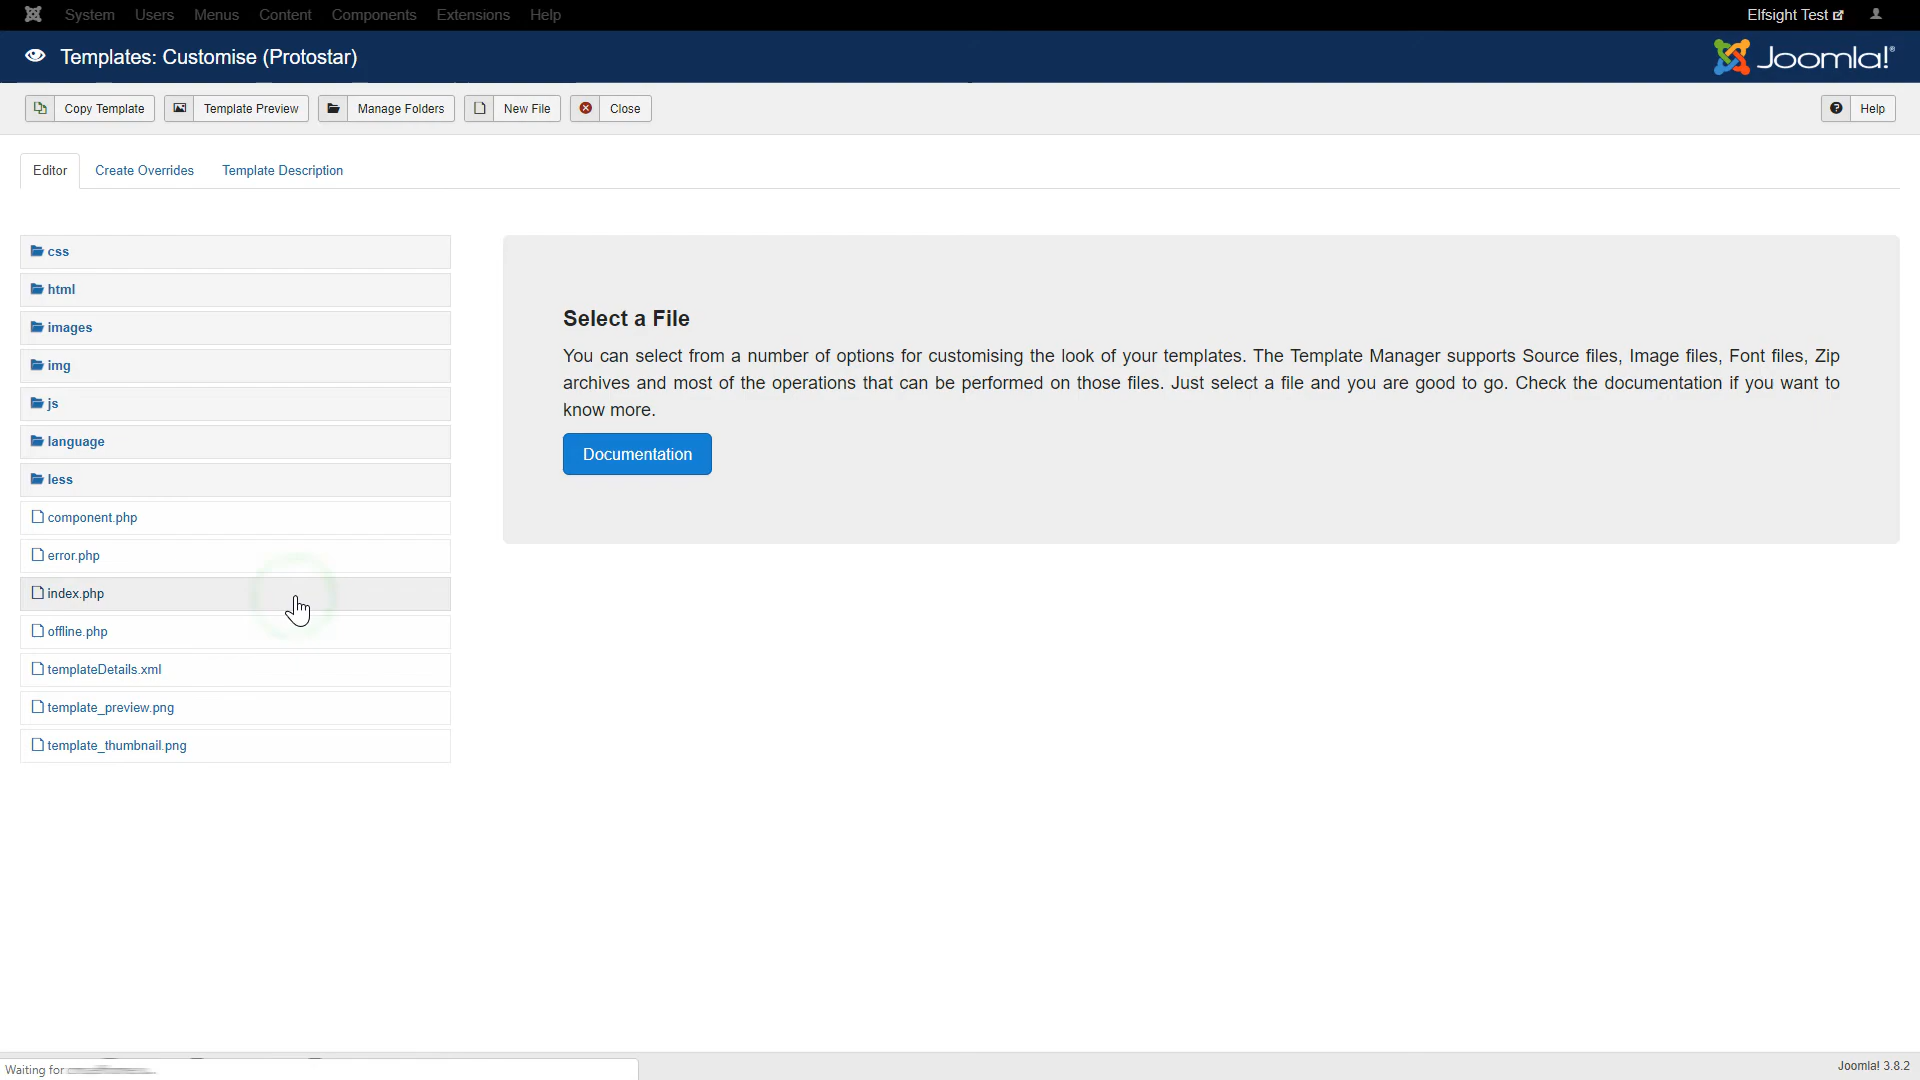 System Users Menus Content Components Extensions Help Elfsight Test
Templates: Customise (Protostar) Joomla!®
Copy Template Template Preview Manage Folders New File Close Help
Editor Create Overrides Template Description
css
html
images
img
js
language
less
component.php
error.php
index.php
offline.php
templateDetails.xml
template_preview.png
template_thumbnail.png
Select a File
You can select from a number of options for customising the look of your templates. The Template Manager supports Source files, Image files, Font files, Zip
archives and most of the operations that can be performed on those files. Just select a file and you are good to go. Check the documentation if you want to
know more.
Documentation
Waiting for
Joomla! 3.8.2